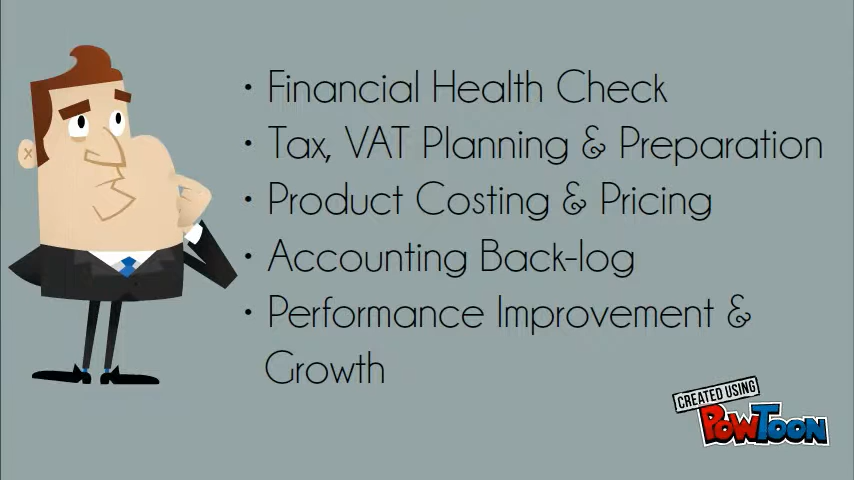 • Financial Health Check
• Tax, VAT Planning & Preparation
• Product Costing & Pricing
• Accounting Back-log
• Performance Improvement &
Growth
CREATED USING
POWTOON